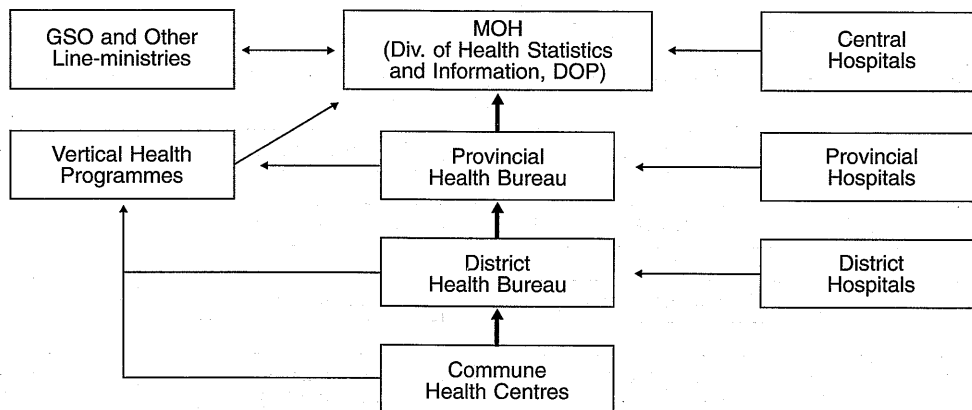 GSO and Other
Line-ministries
MOH
(Div. of Health Statistics
and Information, DOP)
Central
Hospitals
Vertical Health
Programmes
Provincial
Health Bureau
Provincial
Hospitals
District
Health Bureau
District
Hospitals
Commune
Health Centres